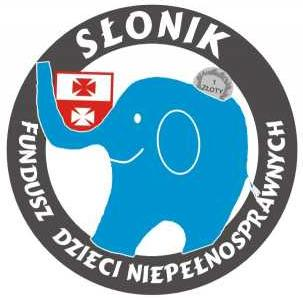 SŁONIK
1
ZŁOTY
FUNDUSZ DZIECI NIEPEŁNOSPRAWNYCH